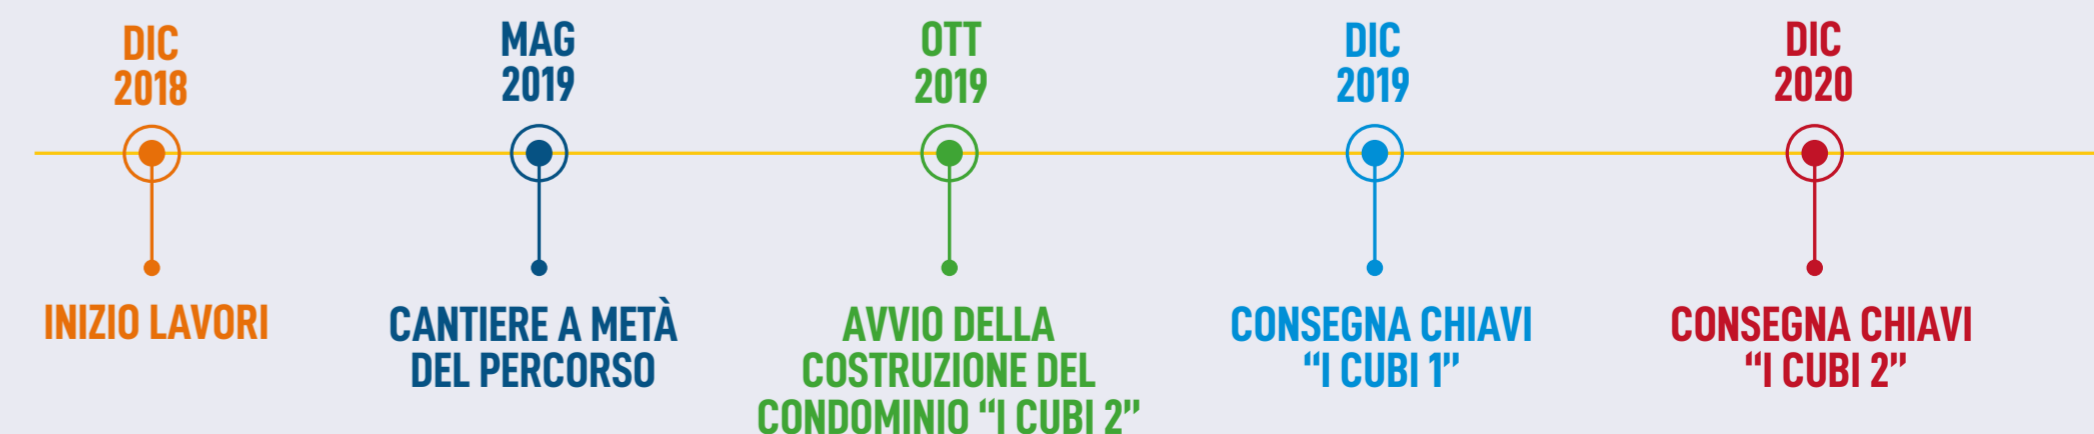 DIC
2018
INIZIO LAVORI
MAG
2019
CANTIERE A METÀ
DEL PERCORSO
OTT
2019
AVVIO DELLA
COSTRUZIONE DEL
CONDOMINIO “I CUBI 2”
DIC
2019
CONSEGNA CHIAVI
“I CUBI 1”
DIC
2020
CONSEGNA CHIAVI
“I CUBI 2”